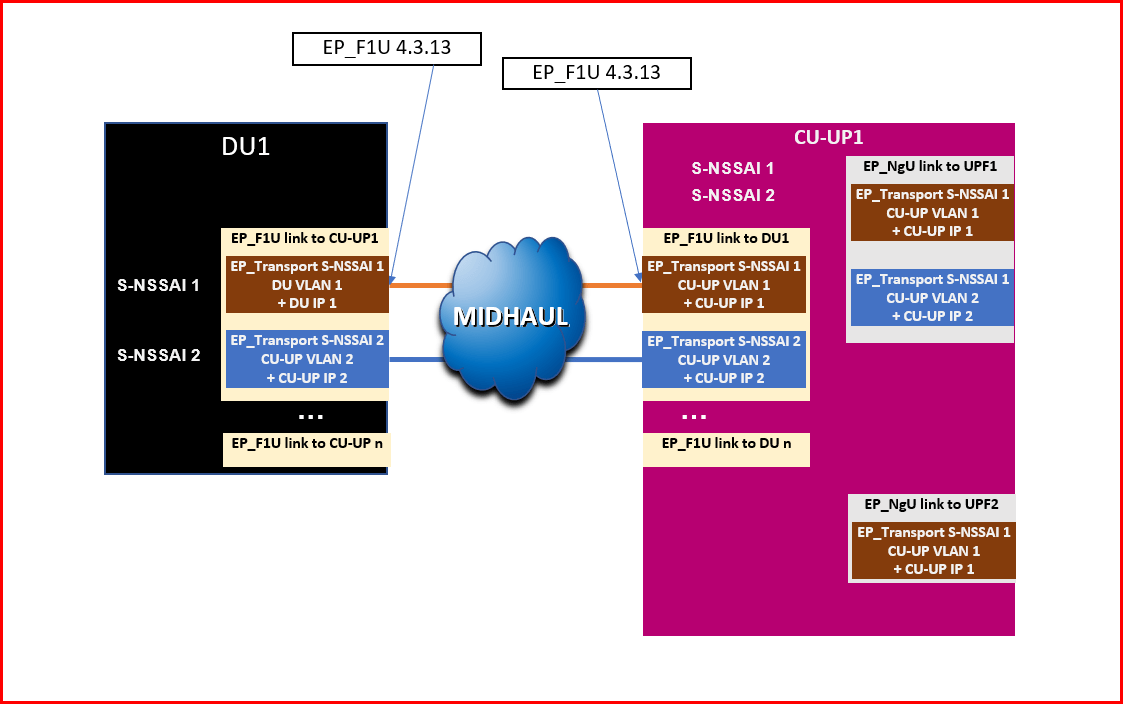 EP_F1U 4.3.13
EP_F1U 4.3.13
DU1
EP_F1U link to CU-UP1
S-NSSAI 1
EP_Transport S-NSSAI 1
DU VLAN 1
+ DU IP 1
S-NSSAI 2
EP_Transport S-NSSAI 2
CU-UP VLAN 2
+ CU-UP IP 2
...
EP_F1U link to CU-UP n
MIDHAUL
CU-UP1
S-NSSAI 1
S-NSSAI 2
EP_F1U link to DU1
EP_Transport S-NSSAI 1
CU-UP VLAN 1
+ CU-UP IP 1
EP_Transport S-NSSAI 2
CU-UP VLAN 2
+ CU-UP IP 2
...
EP_F1U link to DU n
EP_NgU link to UPF1
EP_Transport S-NSSAI 1
CU-UP VLAN 1
+ CU-UP IP 1
EP_Transport S-NSSAI 1
CU-UP VLAN 2
+ CU-UP IP 2
EP_NgU link to UPF2
EP_Transport S-NSSAI 1
CU-UP VLAN 1
+ CU-UP IP 1